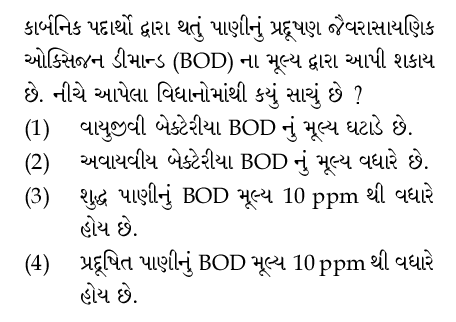 કાર્બનિક પદાર્થો દ્વારા થતું પાણીનું પ્રદૂષણ જૈવરાસાયણિક
ઓક્સિજન ડીમાન્ડ (BOD) ના મૂલ્ય દ્વારા આપી શકાય
છે. નીચે આપેલા વિધાનોમાંથી કયું સાચું છે ?
(1) વાયુજીવી બેક્ટેરીયા BOD નું મૂલ્ય ઘટાડે છે.
(2) અવાયવીય બેક્ટેરીયા BOD નું મૂલ્ય વધારે છે.
(3) શુદ્ધ પાણીનું BOD મૂલ્ય 10 ppm થી વધારે
હોય છે.
(4) પ્રદૂષિત પાણીનું BOD મૂલ્ય 10 ppm થી વધારે
હોય છે.